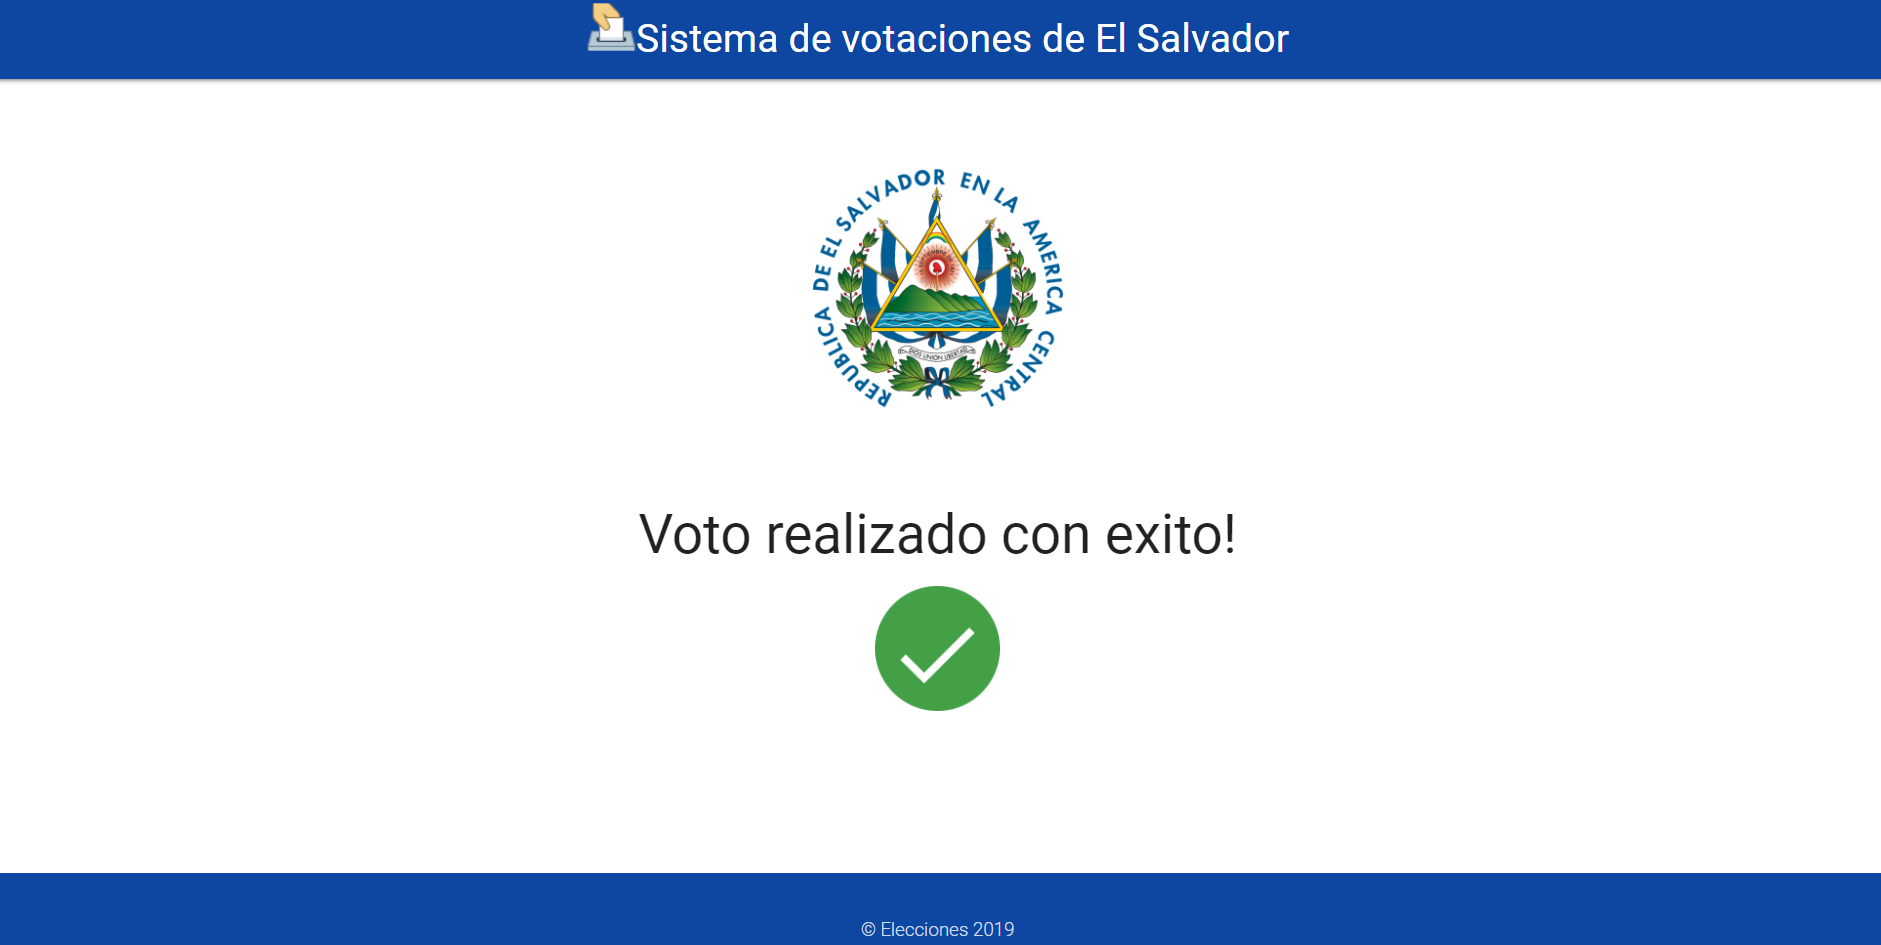 Sistema de votaciones de El Salvador
REPUBLICA DE EL SALVADOR EN LA AMERICA CENTRAL
DIOS UNION LIBERTAD
Voto realizado con exito!
© Elecciones 2019